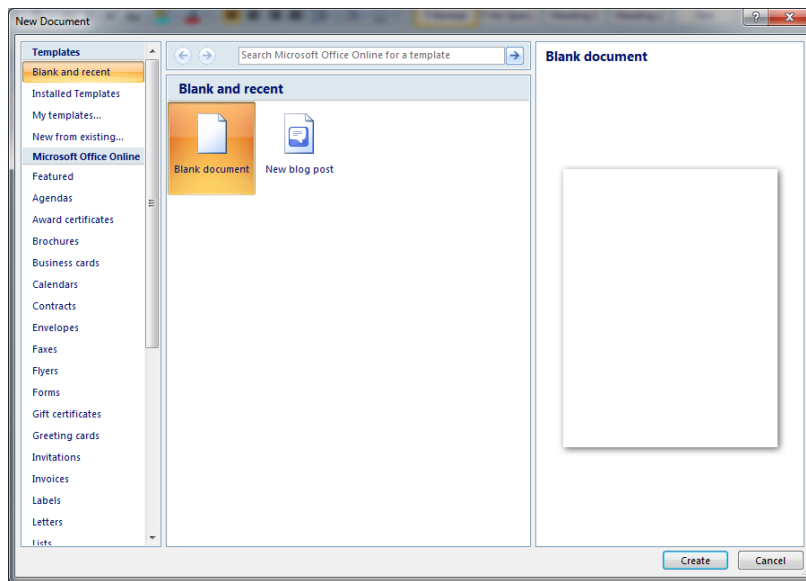 New Document
Templates
Blank and recent
Installed Templates
My templates...
New from existing...
Microsoft Office Online
Featured
Agendas
Award certificates
Brochures
Business cards
Calendars
Contracts
Envelopes
Faxes
Flyers
Forms
Gift certificates
Greeting cards
Invitations
Invoices
Labels
Letters
Lists
Search Microsoft Office Online for a template
Blank and recent
Blank document
New blog post
Blank document
Create
Cancel